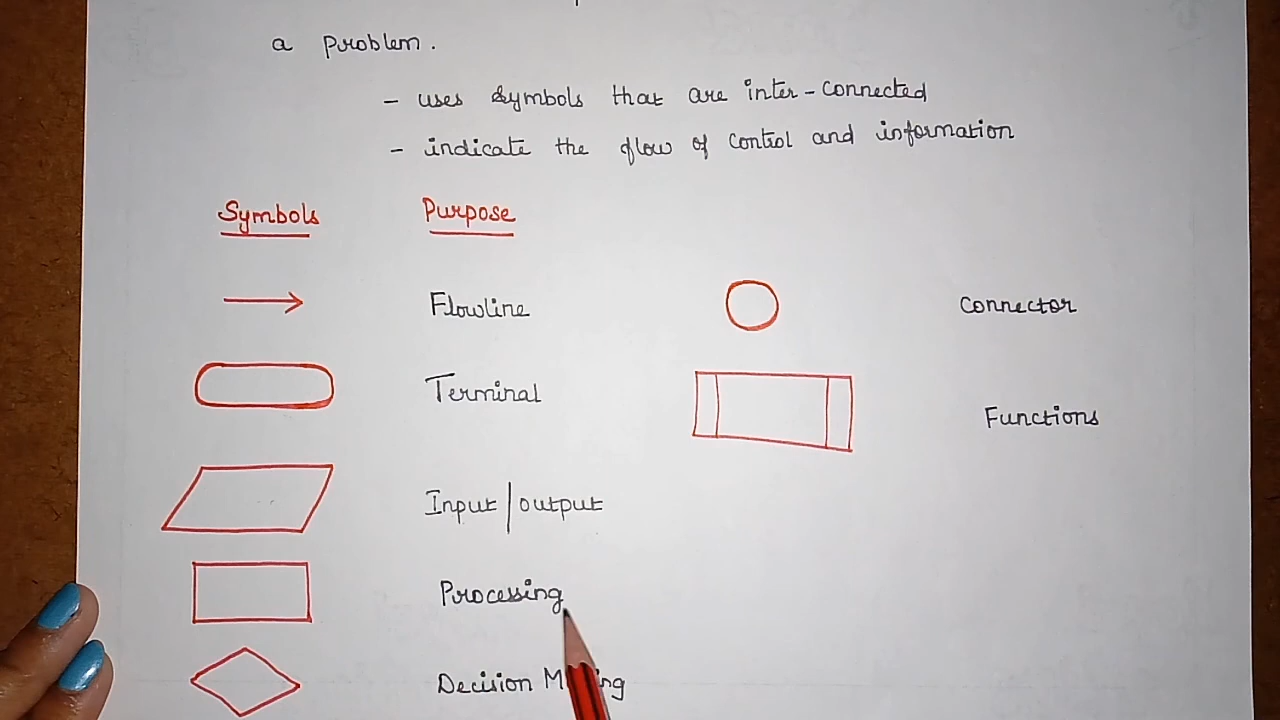 a problem.
- uses symbols that are inter-connected
- indicate the flow of control and information
Symbols Purpose
Flowline
Terminal
Input/output
Processing
Decision
Connector
Functions